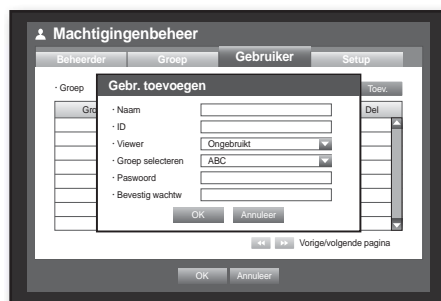 Machtigingenbeheer
Beheerder Groep Gebruiker Setup
· Groep Toev.
Gro Del
Gebr. toevoegen
· Naam
· ID
· Viewer Ongebruikt
· Groep selecteren ABC
· Paswoord
· Bevestig wachtw
OK Annuleer
Vorige/volgende pagina
OK Annuleer